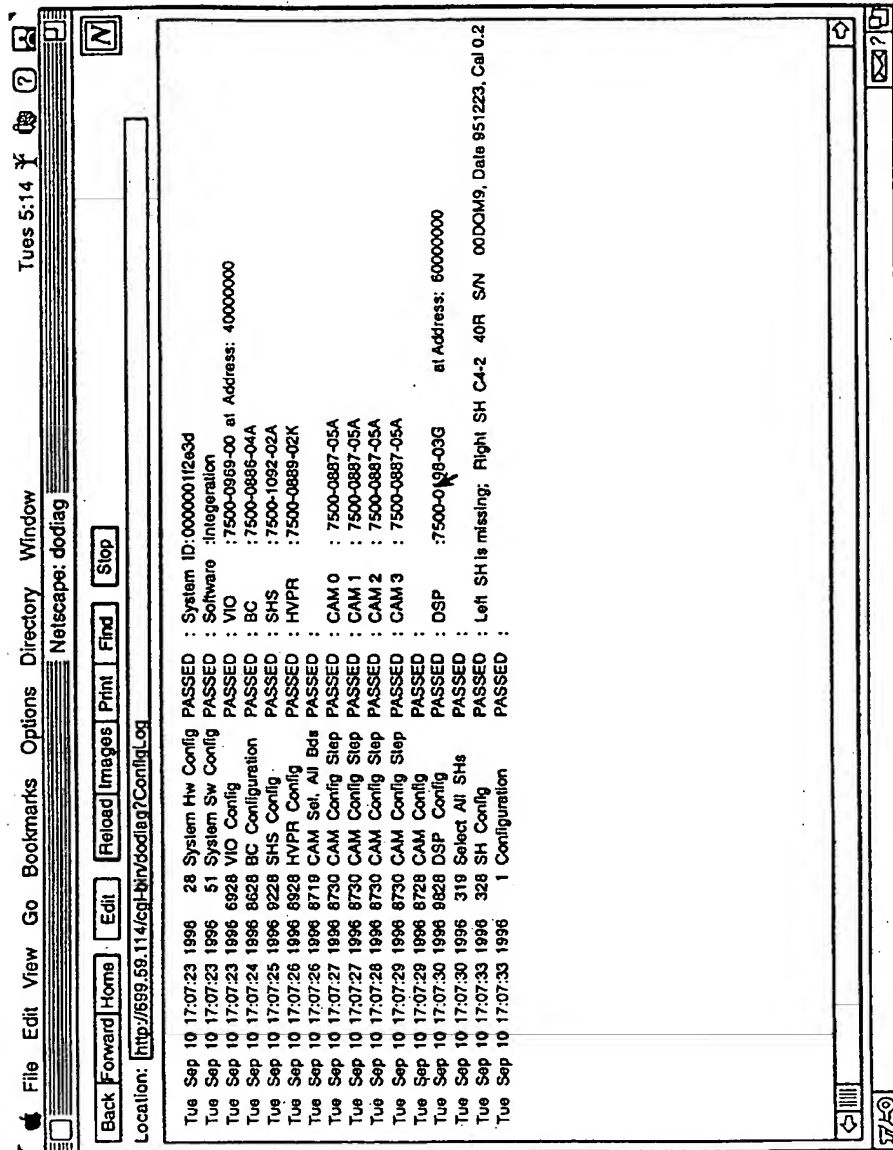 File Edit View Go Bookmarks Options Directory Window Tues 5:14 ?
Netscape: dodiag
Back Forward Home Edit Reload Images Print Find Stop
N
Location: http://699.59.114/cgi-bin/dodiag?ConfigLog
Tue Sep 10 17:07:23 1996 28 System Hw Config PASSED : System ID:0000001f2e3d
Tue Sep 10 17:07:23 1996 51 System Sw Config PASSED : Software :Integeration
Tue Sep 10 17:07:23 1996 6928 VIO Config PASSED : VIO : 7500-0969-00 at Address: 40000000
Tue Sep 10 17:07:24 1996 8628 BC Configuration PASSED : BC : 7500-0886-04A
Tue Sep 10 17:07:25 1996 9228 SHS Config PASSED : SHS : 7500-1092-02A
Tue Sep 10 17:07:26 1996 8928 HVPR Config PASSED : HVPR : 7500-0889-02K
Tue Sep 10 17:07:26 1996 8719 CAM Sel. All Bds PASSED :
Tue Sep 10 17:07:27 1996 8730 CAM Config Step PASSED : CAM 0 : 7500-0887-05A
Tue Sep 10 17:07:27 1996 8730 CAM Config Step PASSED : CAM 1 : 7500-0887-05A
Tue Sep 10 17:07:28 1996 8730 CAM Config Step PASSED : CAM 2 : 7500-0887-05A
Tue Sep 10 17:07:29 1996 8730 CAM Config Step PASSED : CAM 3 : 7500-0887-05A
Tue Sep 10 17:07:29 1996 8728 CAM Config PASSED :
Tue Sep 10 17:07:30 1996 9828 DSP Config PASSED : DSP :7500-0198-03G at Address: 60000000
Tue Sep 10 17:07:30 1996 319 Select All SHs PASSED :
Tue Sep 10 17:07:33 1996 328 SH Config PASSED : Left SH is missing; Right SH C4-2 40R S/N 00DOM9, Date 951223, Cal 0.2
Tue Sep 10 17:07:33 1996 1 Configuration PASSED :
?